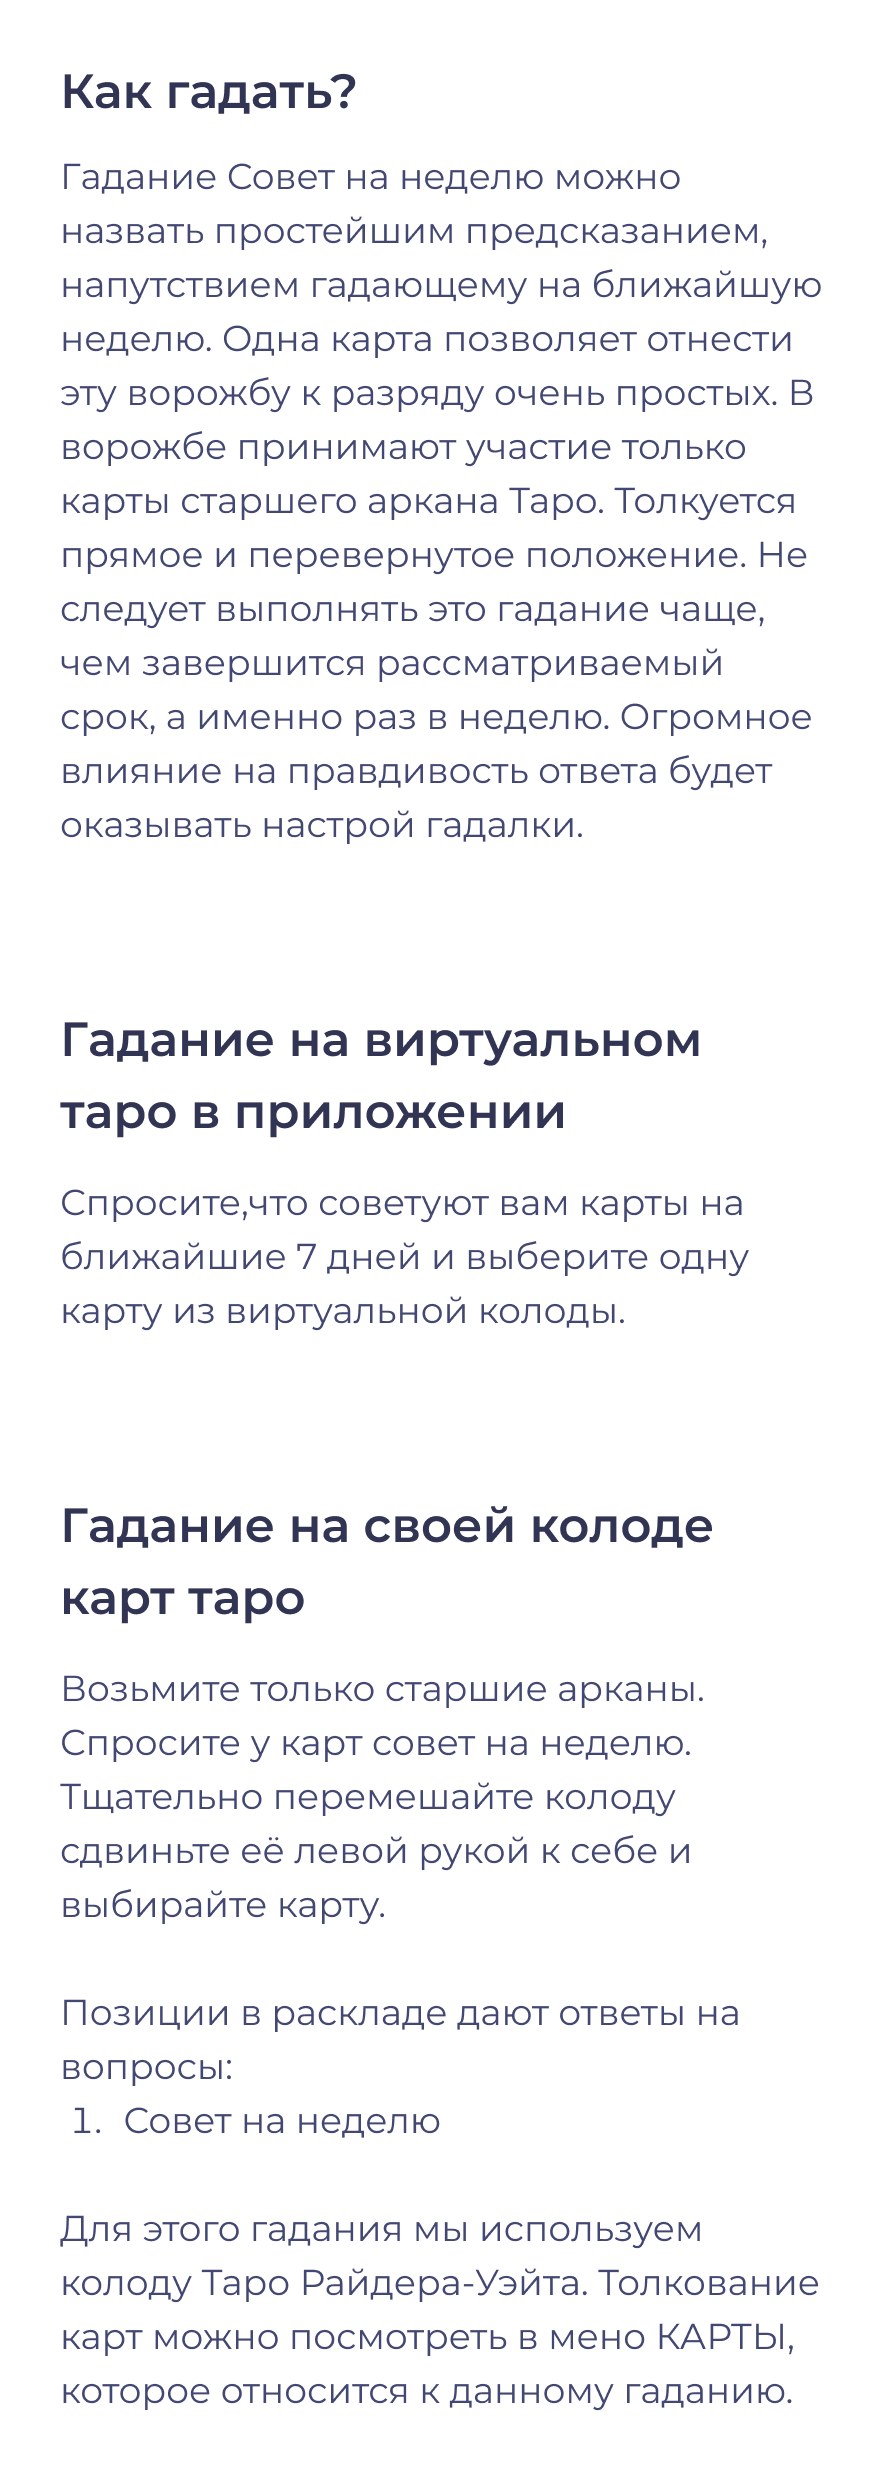 Как гадать?
Гадание Совет на неделю можно
назвать простейшим предсказанием,
напутствием гадающему на ближайшую
неделю. Одна карта позволяет отнести
эту ворожбу к разряду очень простых. В
ворожбе принимают участие только
карты старшего аркана Таро. Толкуется
прямое и перевернутое положение. Не
следует выполнять это гадание чаще,
чем завершится рассматриваемый
срок, а именно раз в неделю. Огромное
влияние на правдивость ответа будет
оказывать настрой гадалки.
Гадание на виртуальном
таро в приложении
Спросите,что советуют вам карты на
ближайшие 7 дней и выберите одну
карту из виртуальной колоды.
Гадание на своей колоде
карт таро
Возьмите только старшие арканы.
Спросите у карт совет на неделю.
Тщательно перемешайте колоду
сдвиньте её левой рукой к себе и
выбирайте карту.
Позиции в раскладе дают ответы на
вопросы:
1. Совет на неделю
Для этого гадания мы используем
колоду Таро Райдера-Уэйта. Толкование
карт можно посмотреть в мено КАРТЫ,
которое относится к данному гаданию.